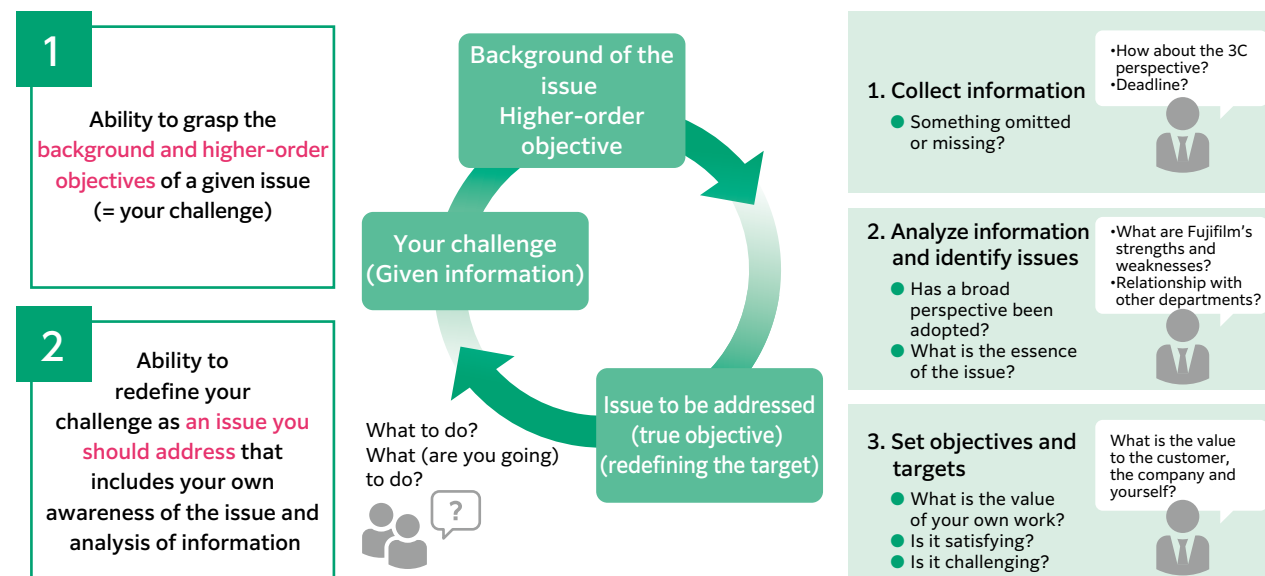 1
Ability to grasp the
background and higher-order
objectives of a given issue
(= your challenge)
2
Ability to
redefine your
challenge as an issue you
should address that
includes your own
awareness of the issue and
analysis of information
Background of the
issue
Higher-order
objective
Your challenge
(Given information)
Issue to be addressed
(true objective)
(redefining the target)
What to do?
What (are you going)
to do?
?
1. Collect information
● Something omitted
or missing?
•How about the 3C
perspective?
•Deadline?
2. Analyze information
and identify issues
● Has a broad
perspective been
adopted?
● What is the essence
of the issue?
•What are Fujifilm's
strengths and
weaknesses?
•Relationship with
other departments?
3. Set objectives and
targets
● What is the value
of your own work?
● Is it satisfying?
● Is it challenging?
What is the value
to the customer,
the company and
yourself?